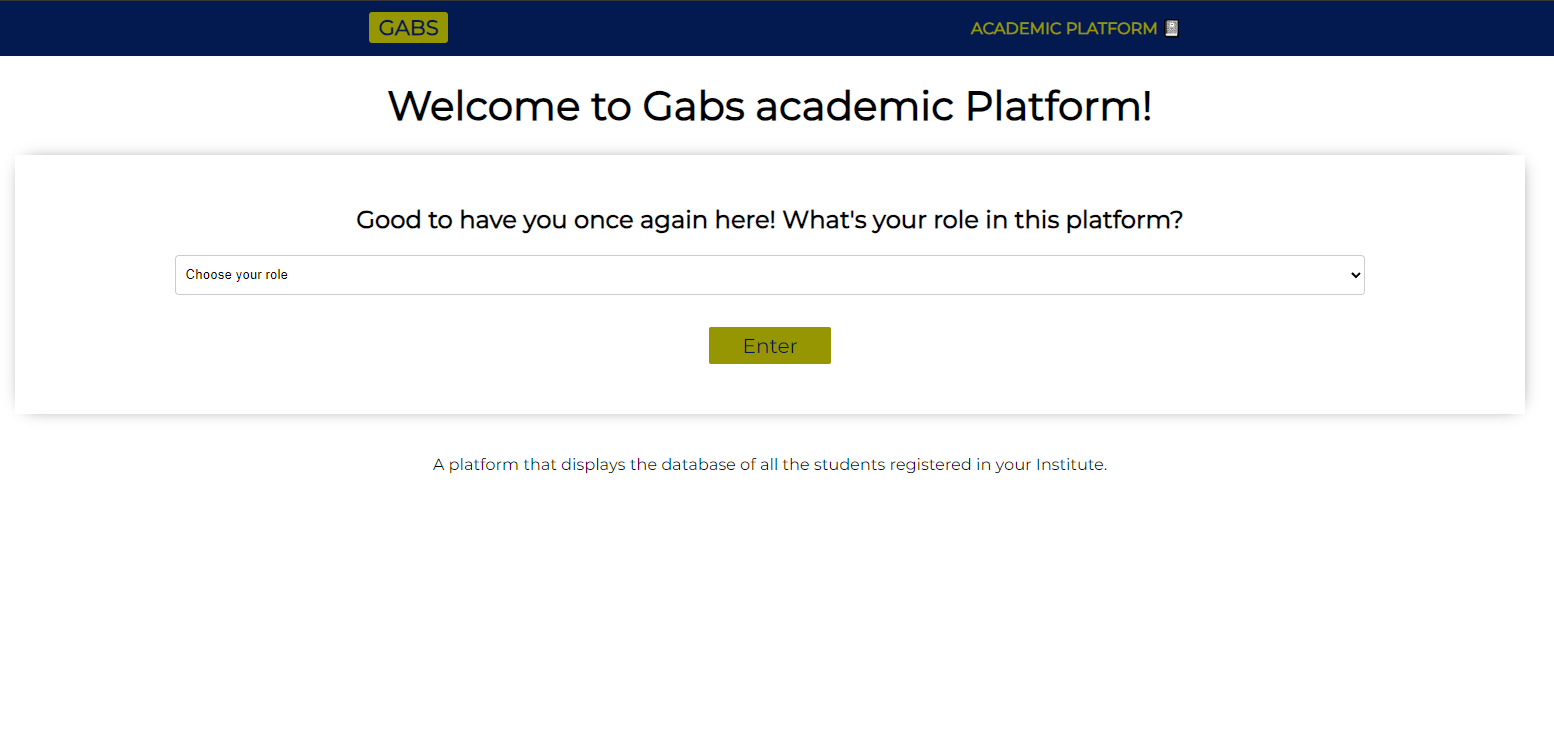 GABS
ACADEMIC PLATFORM
Welcome to Gabs academic Platform!
Good to have you once again here! What's your role in this platform?
Choose your role
Enter
A platform that displays the database of all the students registered in your Institute.